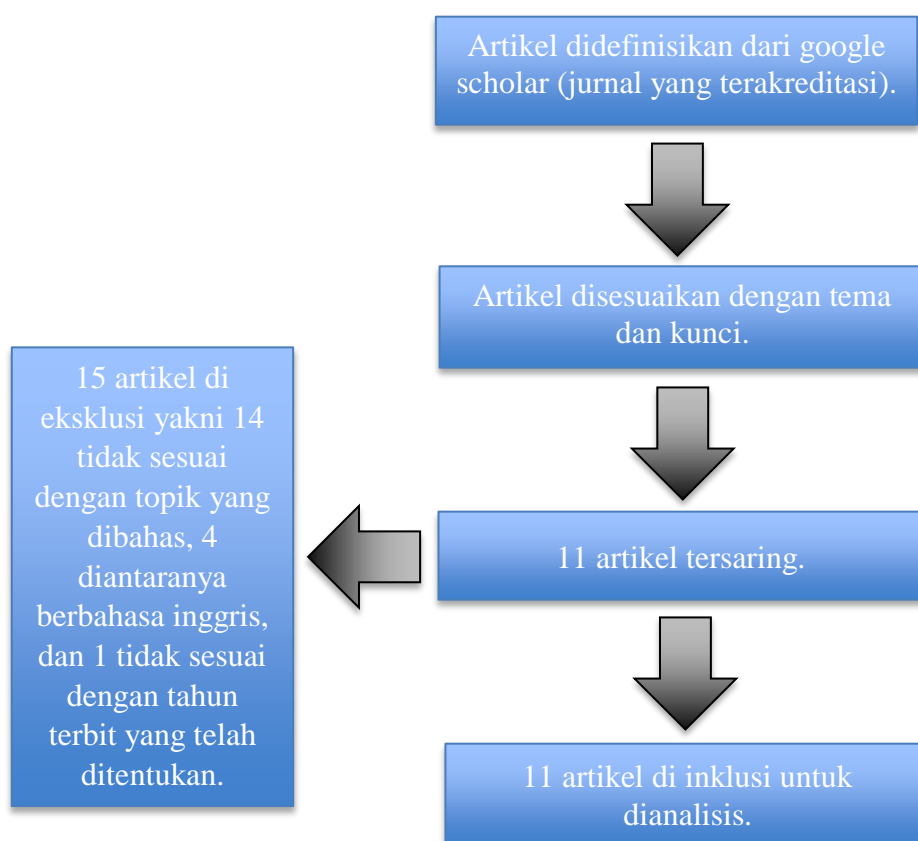 Artikel didefinisikan dari google
scholar (jurnal yang terakreditasi).
Artikel disesuaikan dengan tema
dan kunci.
11 artikel tersaring.
15 artikel di
eksklusi yakni 14
tidak sesuai
dengan topik yang
dibahas, 4
diantaranya
berbahasa inggris,
dan 1 tidak sesuai
dengan tahun
terbit yang telah
ditentukan.
11 artikel di inklusi untuk
dianalisis.